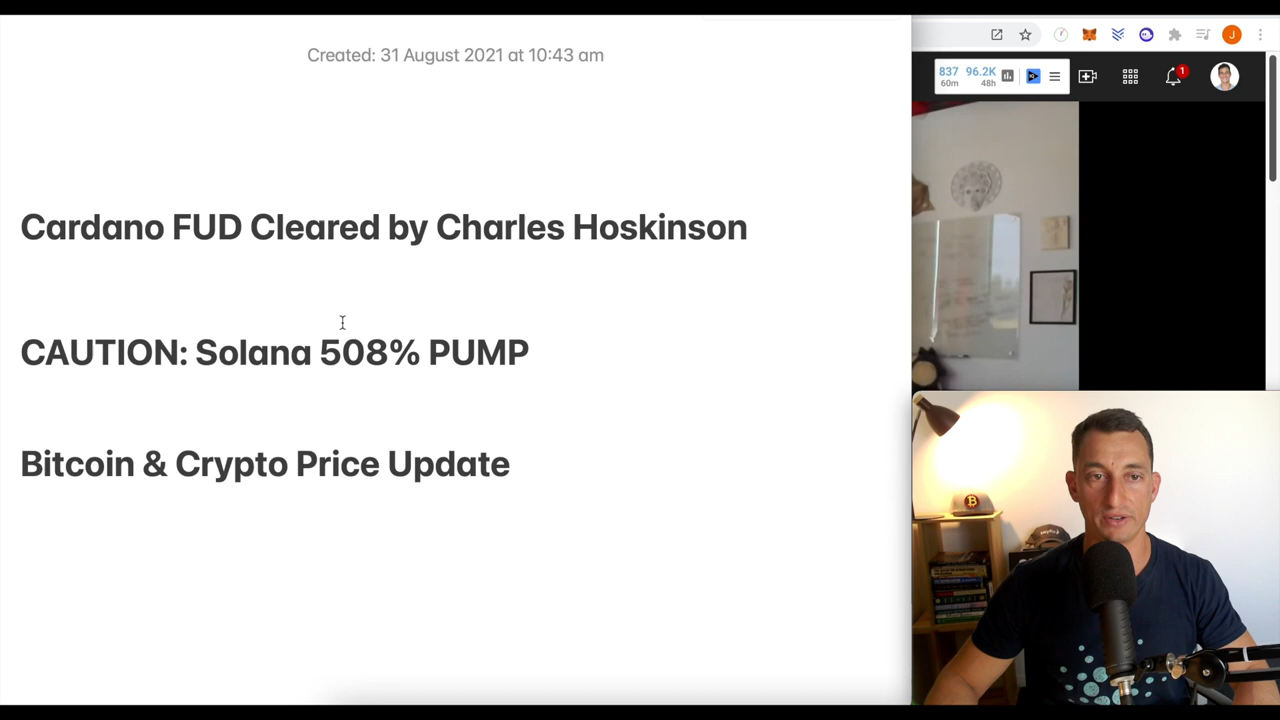 Created: 31 August 2021 at 10:43 am
Cardano FUD Cleared by Charles Hoskinson
CAUTION: Solana 508% PUMP
Bitcoin & Crypto Price Update
837 96.2K
60m 48h
1
J